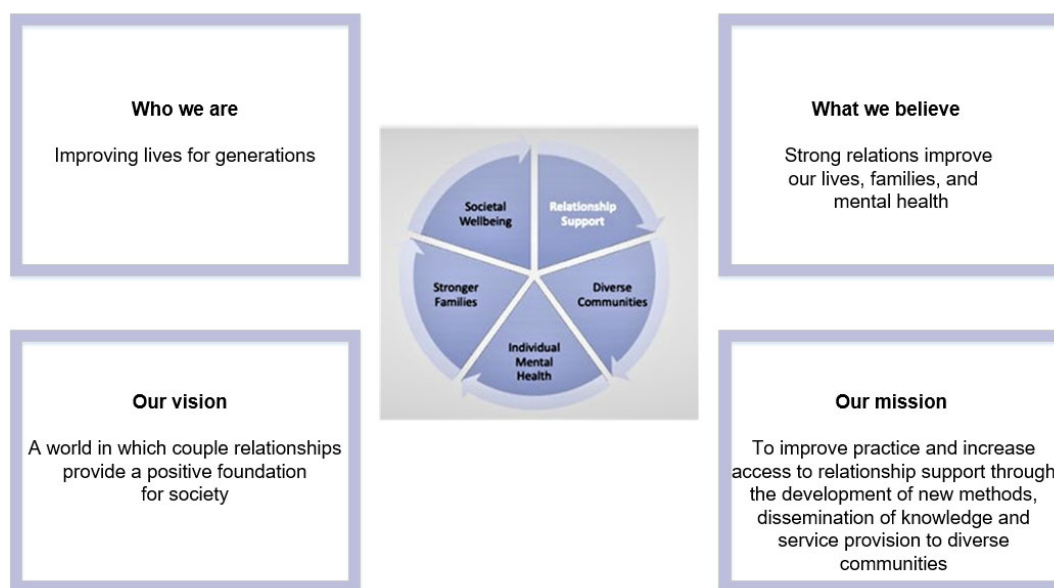 Who we are
Improving lives for generations
What we believe
Strong relations improve
our lives, families, and
mental health
Societal
Wellbeing
Relationship
Support
Stronger
Families
Diverse
Communities
Individual
Mental
Health
Our vision
A world in which couple relationships
provide a positive foundation
for society
Our mission
To improve practice and increase
access to relationship support through
the development of new methods,
dissemination of knowledge and
service provision to diverse
communities